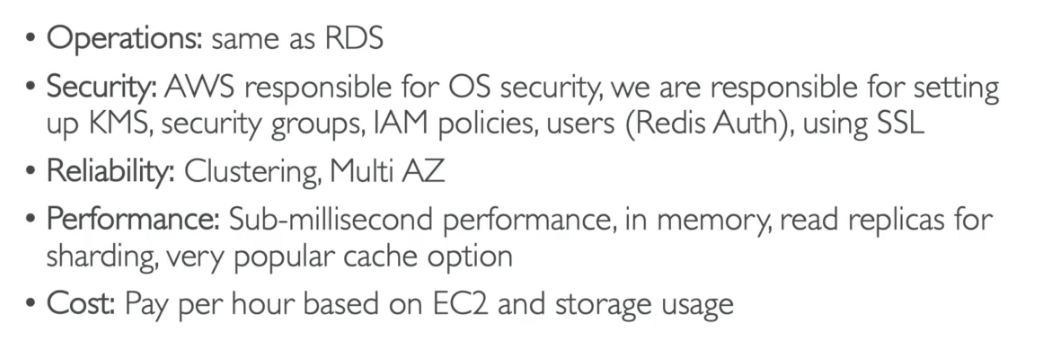 • Operations: same as RDS
• Security: AWS responsible for OS security, we are responsible for setting
up KMS, security groups, IAM policies, users (Redis Auth), using SSL
• Reliability: Clustering, Multi AZ
• Performance: Sub-millisecond performance, in memory, read replicas for
sharding, very popular cache option
• Cost: Pay per hour based on EC2 and storage usage